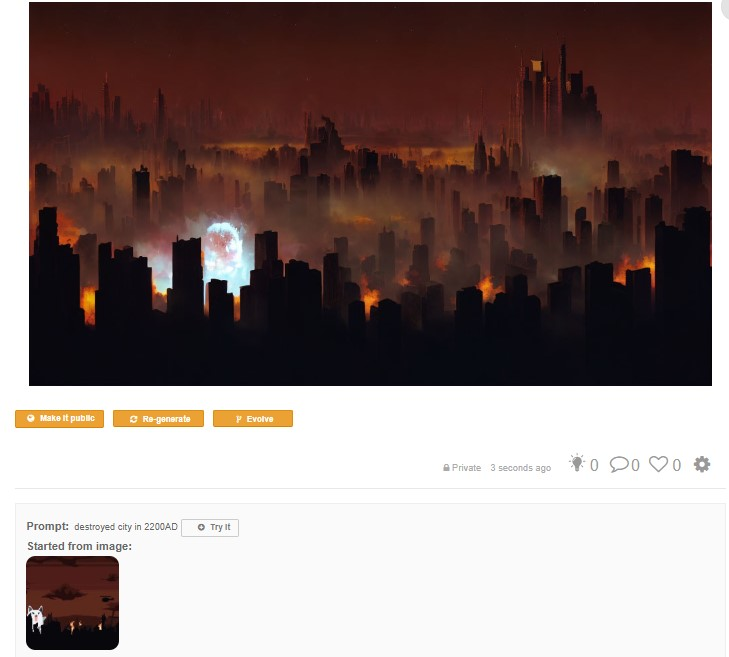 Make it public
Re-generate
Evolve
Private 3 seconds ago 0 0 0
Prompt: destroyed city in 2200AD Try It
Started from image: